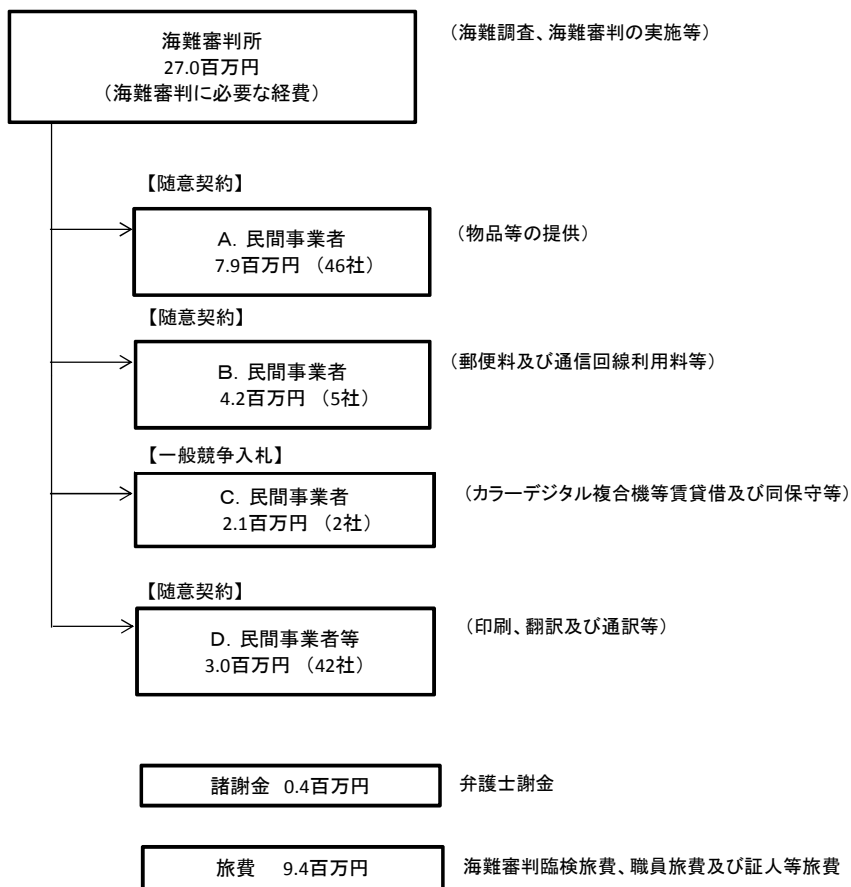 海難審判所
27.0百万円
（海難審判に必要な経費）
（海難調査、海難審判の実施等）
【随意契約】
A．民間事業者
7.9百万円 （46社）
（物品等の提供）
【随意契約】
B．民間事業者
4.2百万円 （5社）
（郵便料及び通信回線利用料等）
【一般競争入札】
C．民間事業者
2.1百万円 （2社）
（カラーデジタル複合機等賃貸借及び同保守等）
【随意契約】
D．民間事業者等
3.0百万円 （42社）
（印刷、翻訳及び通訳等）
諸謝金 0.4百万円
弁護士謝金
旅費 9.4百万円
海難審判臨検旅費、職員旅費及び証人等旅費